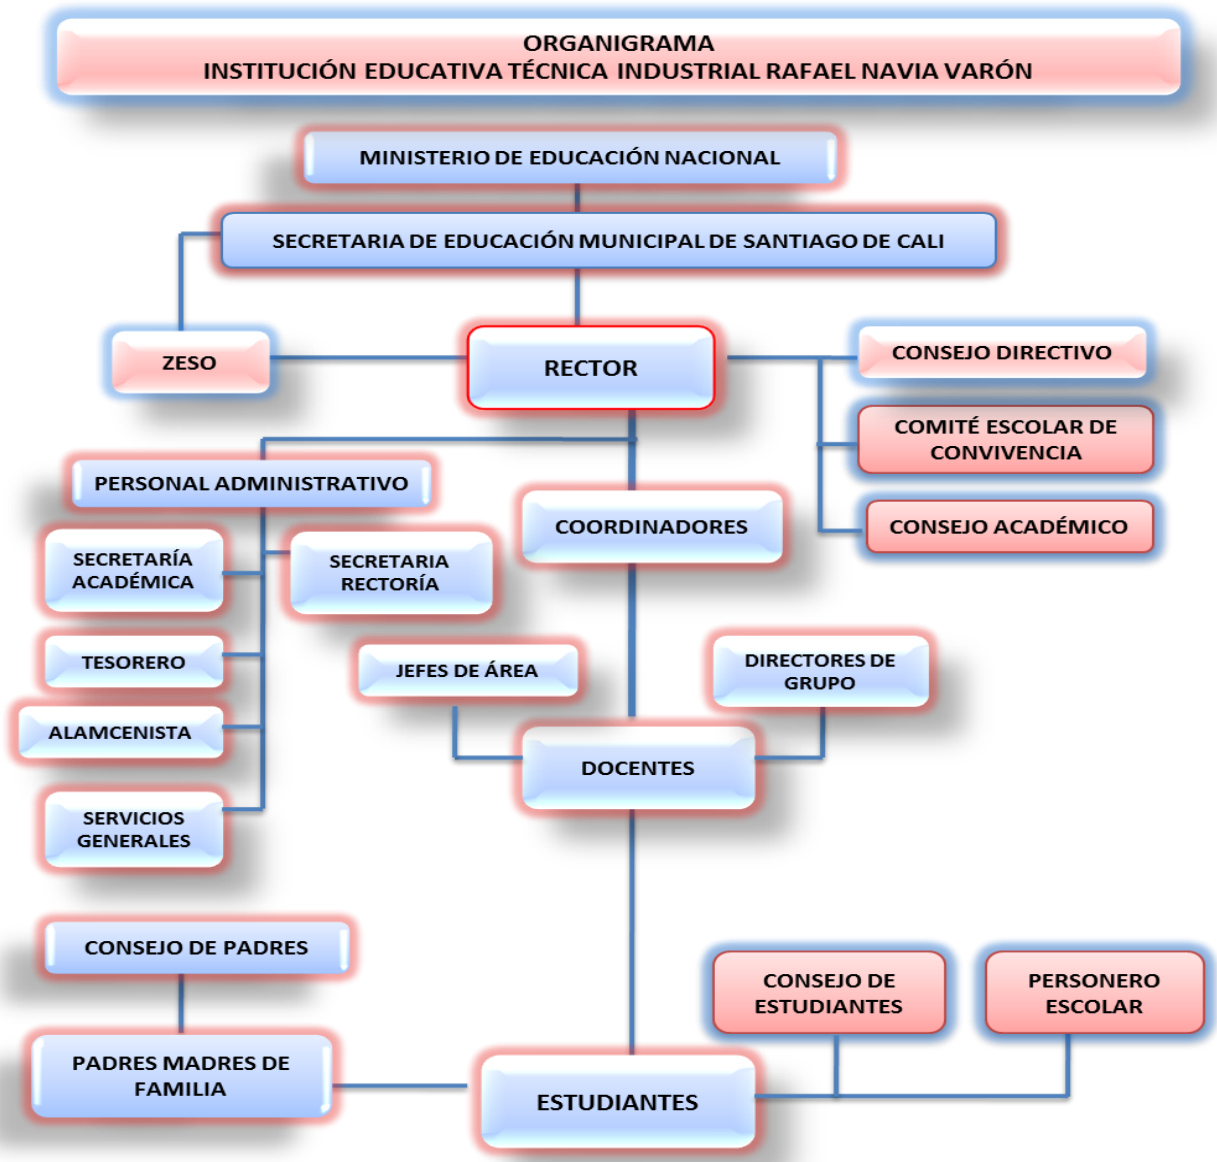 ORGANIGRAMA
INSTITUCIÓN EDUCATIVA TÉCNICA INDUSTRIAL RAFAEL NAVIA VARÓN
MINISTERIO DE EDUCACIÓN NACIONAL
SECRETARIA DE EDUCACIÓN MUNICIPAL DE SANTIAGO DE CALI
ZESO
RECTOR
CONSEJO DIRECTIVO
COMITÉ ESCOLAR DE
CONVIVENCIA
CONSEJO ACADÉMICO
PERSONAL ADMINISTRATIVO
COORDINADORES
SECRETARÍA
ACADÉMICA
SECRETARIA
RECTORÍA
TESORERO
JEFES DE ÁREA
DIRECTORES DE
GRUPO
ALAMCENISTA
DOCENTES
SERVICIOS
GENERALES
CONSEJO DE PADRES
CONSEJO DE
ESTUDIANTES
PERSONERO
ESCOLAR
PADRES MADRES DE
FAMILIA
ESTUDIANTES